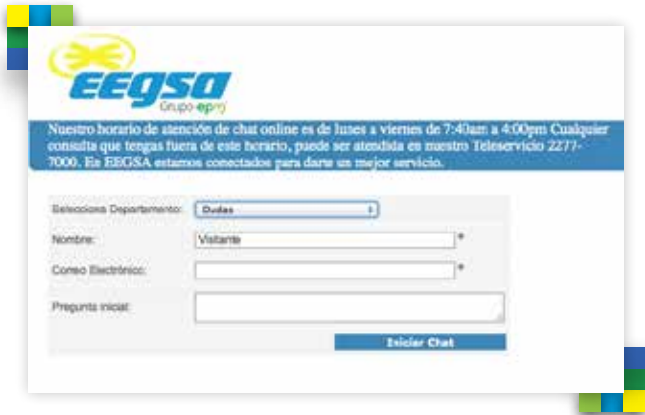 EEGSA
Grupo epm
Nuestro horario de atención de chat online es de lunes a viernes de 7:40am a 4:00pm Cualquier
consulta que tengas fuera de este horario, puede ser atendida en nuestro Teleservicio 2277-
7000. En EEGSA estamos conectados para darte un mejor servicio.
Selecciona Departamento: Dudas
Nombre: Visitante *
Correo Electrónico: *
Pregunta inicial:
Iniciar Chat